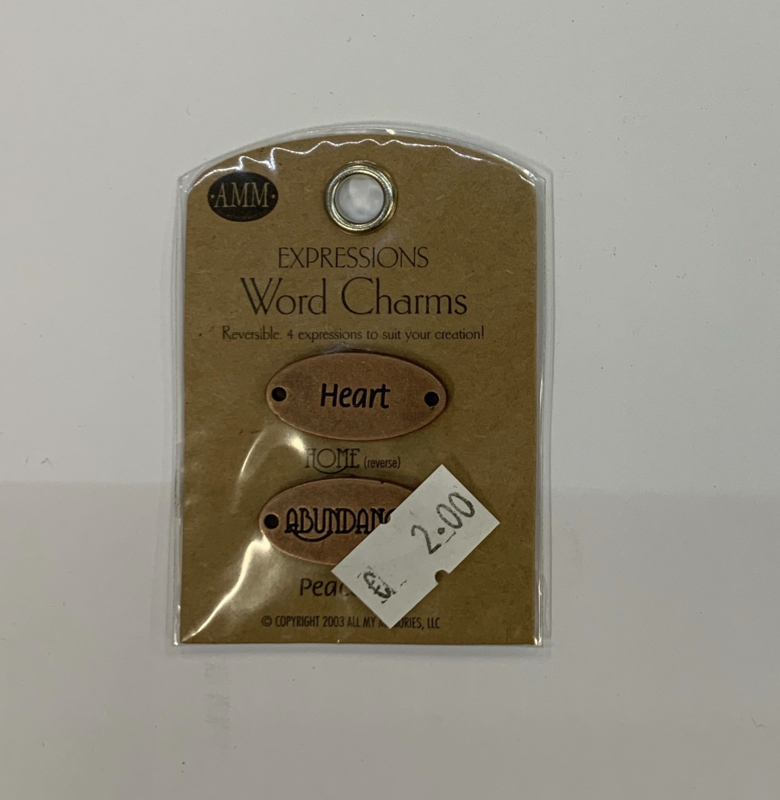 ·AMM·
EXPRESSIONS
Word Charms
Reversible. 4 expressions to suit your creation!
Heart
HOME (reverse)
2.00
© COPYRIGHT 2003 ALL MY LLC